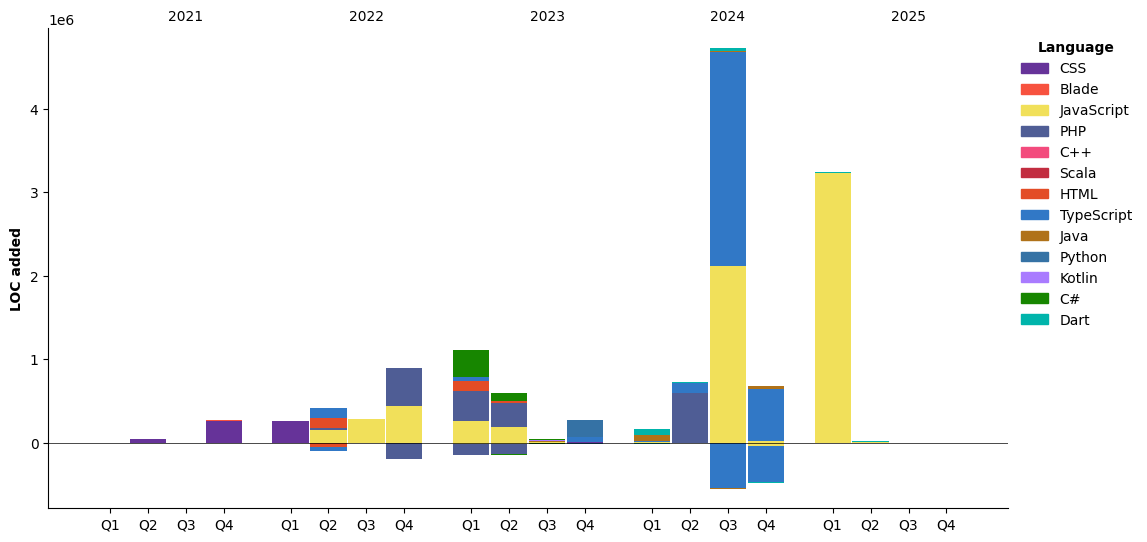 2021 2022 2023 2024 2025
1e6
Language
CSS
Blade
JavaScript
PHP
C++
Scala
HTML
TypeScript
Java
Python
Kotlin
C#
Dart
LOC added
4
3
2
1
0
Q1 Q2 Q3 Q4 Q1 Q2 Q3 Q4 Q1 Q2 Q3 Q4 Q1 Q2 Q3 Q4 Q1 Q2 Q3 Q4